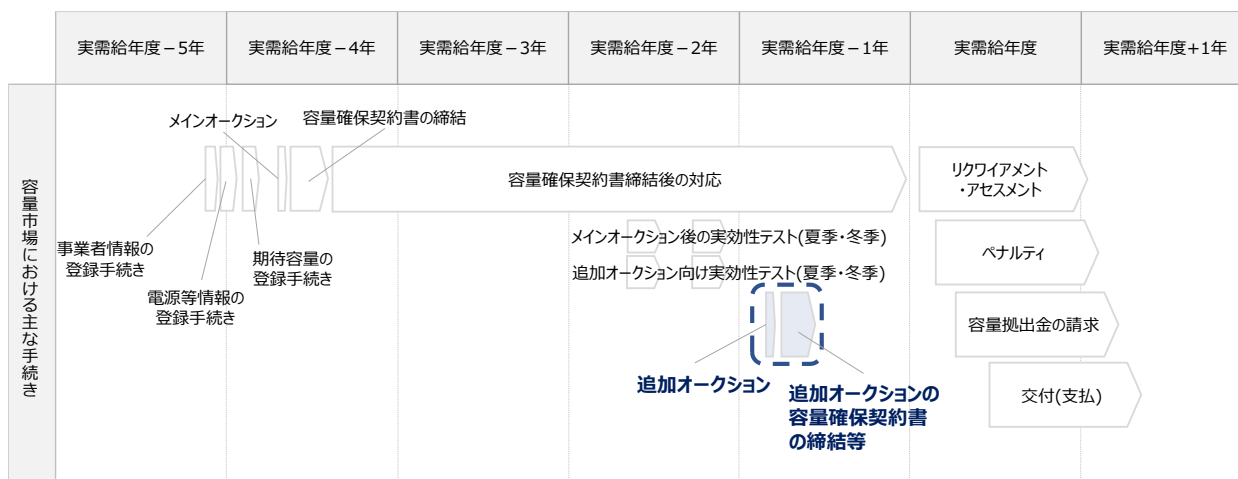 実需給年度－5年
実需給年度－4年
実需給年度－3年
実需給年度－2年
実需給年度－1年
実需給年度
実需給年度+1年
容量市場における主な手続き
メインオークション
容量確保契約書の締結
事業者情報の
登録手続き
電源等情報の
登録手続き
期待容量の
登録手続き
容量確保契約書締結後の対応
リクワイアメント
・アセスメント
メインオークション後の実効性テスト(夏季・冬季)
ペナルティ
追加オークション向け実効性テスト(夏季・冬季)
容量拠出金の請求
追加オークション
追加オークションの
容量確保契約書
の締結等
交付(支払)